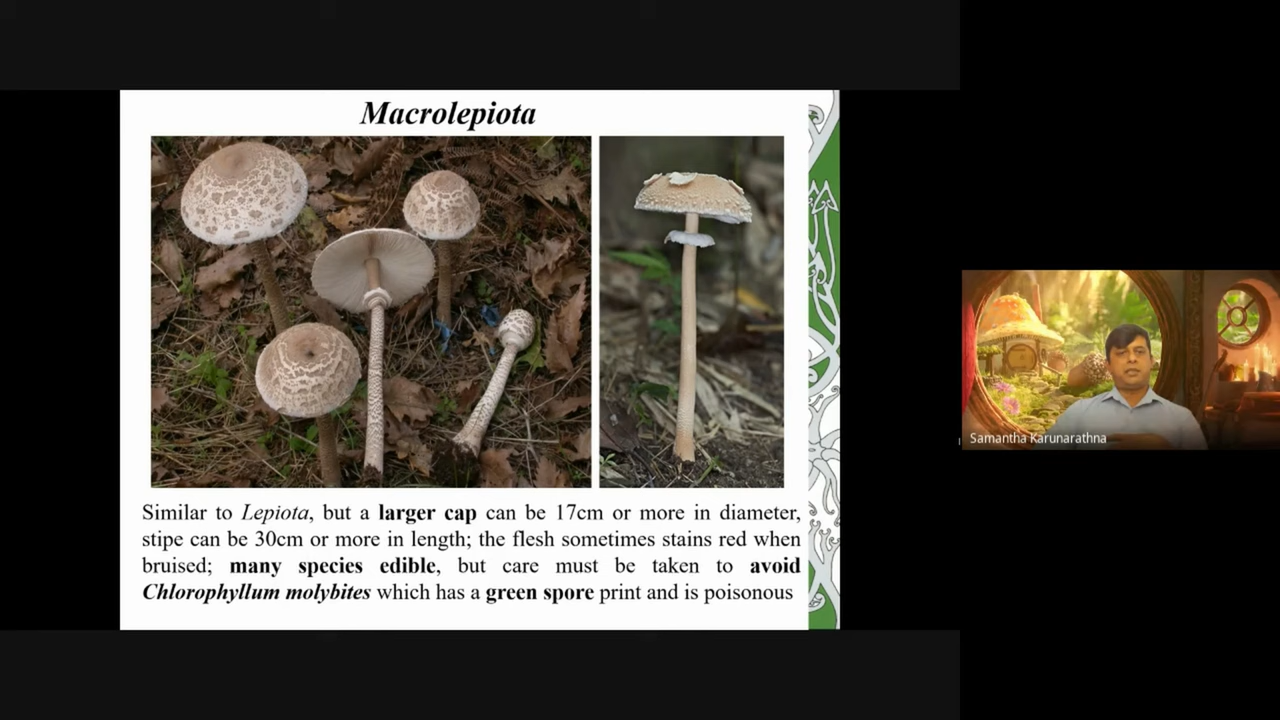 Macrolepiota
Similar to Lepiota, but a larger cap can be 17cm or more in diameter,
stipe can be 30cm or more in length; the flesh sometimes stains red when
bruised; many species edible, but care must be taken to avoid
Chlorophyllum molybites which has a green spore print and is poisonous
Samantha Karunarathna